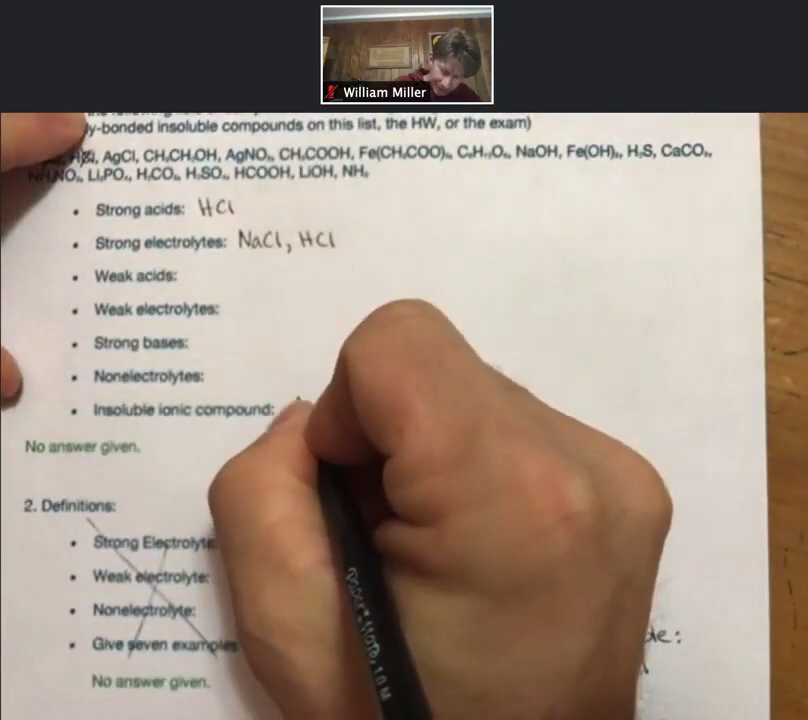 William Miller
ly-bonded insoluble compounds on this list, the HW, or the exam)
AgCl, CH₃CH₂OH, AgNO₃, CH₃COOH, Fe(CH₃COO)₃, NaOH, Fe(OH)₃, H₂S, CaCO₃,
Li₃PO₄, H₂CO₃, H₂SO₄, HCOOH, LiOH, NH₃
• Strong acids: HCl
• Strong electrolytes: NaCl, HCl
• Weak acids:
• Weak electrolytes:
• Strong bases:
• Nonelectrolytes:
• Insoluble ionic compound:
No answer given.
2. Definitions:
• Strong Electrolyte:
• Weak electrolyte:
• Nonelectrolyte:
• Give seven examples
No answer given.